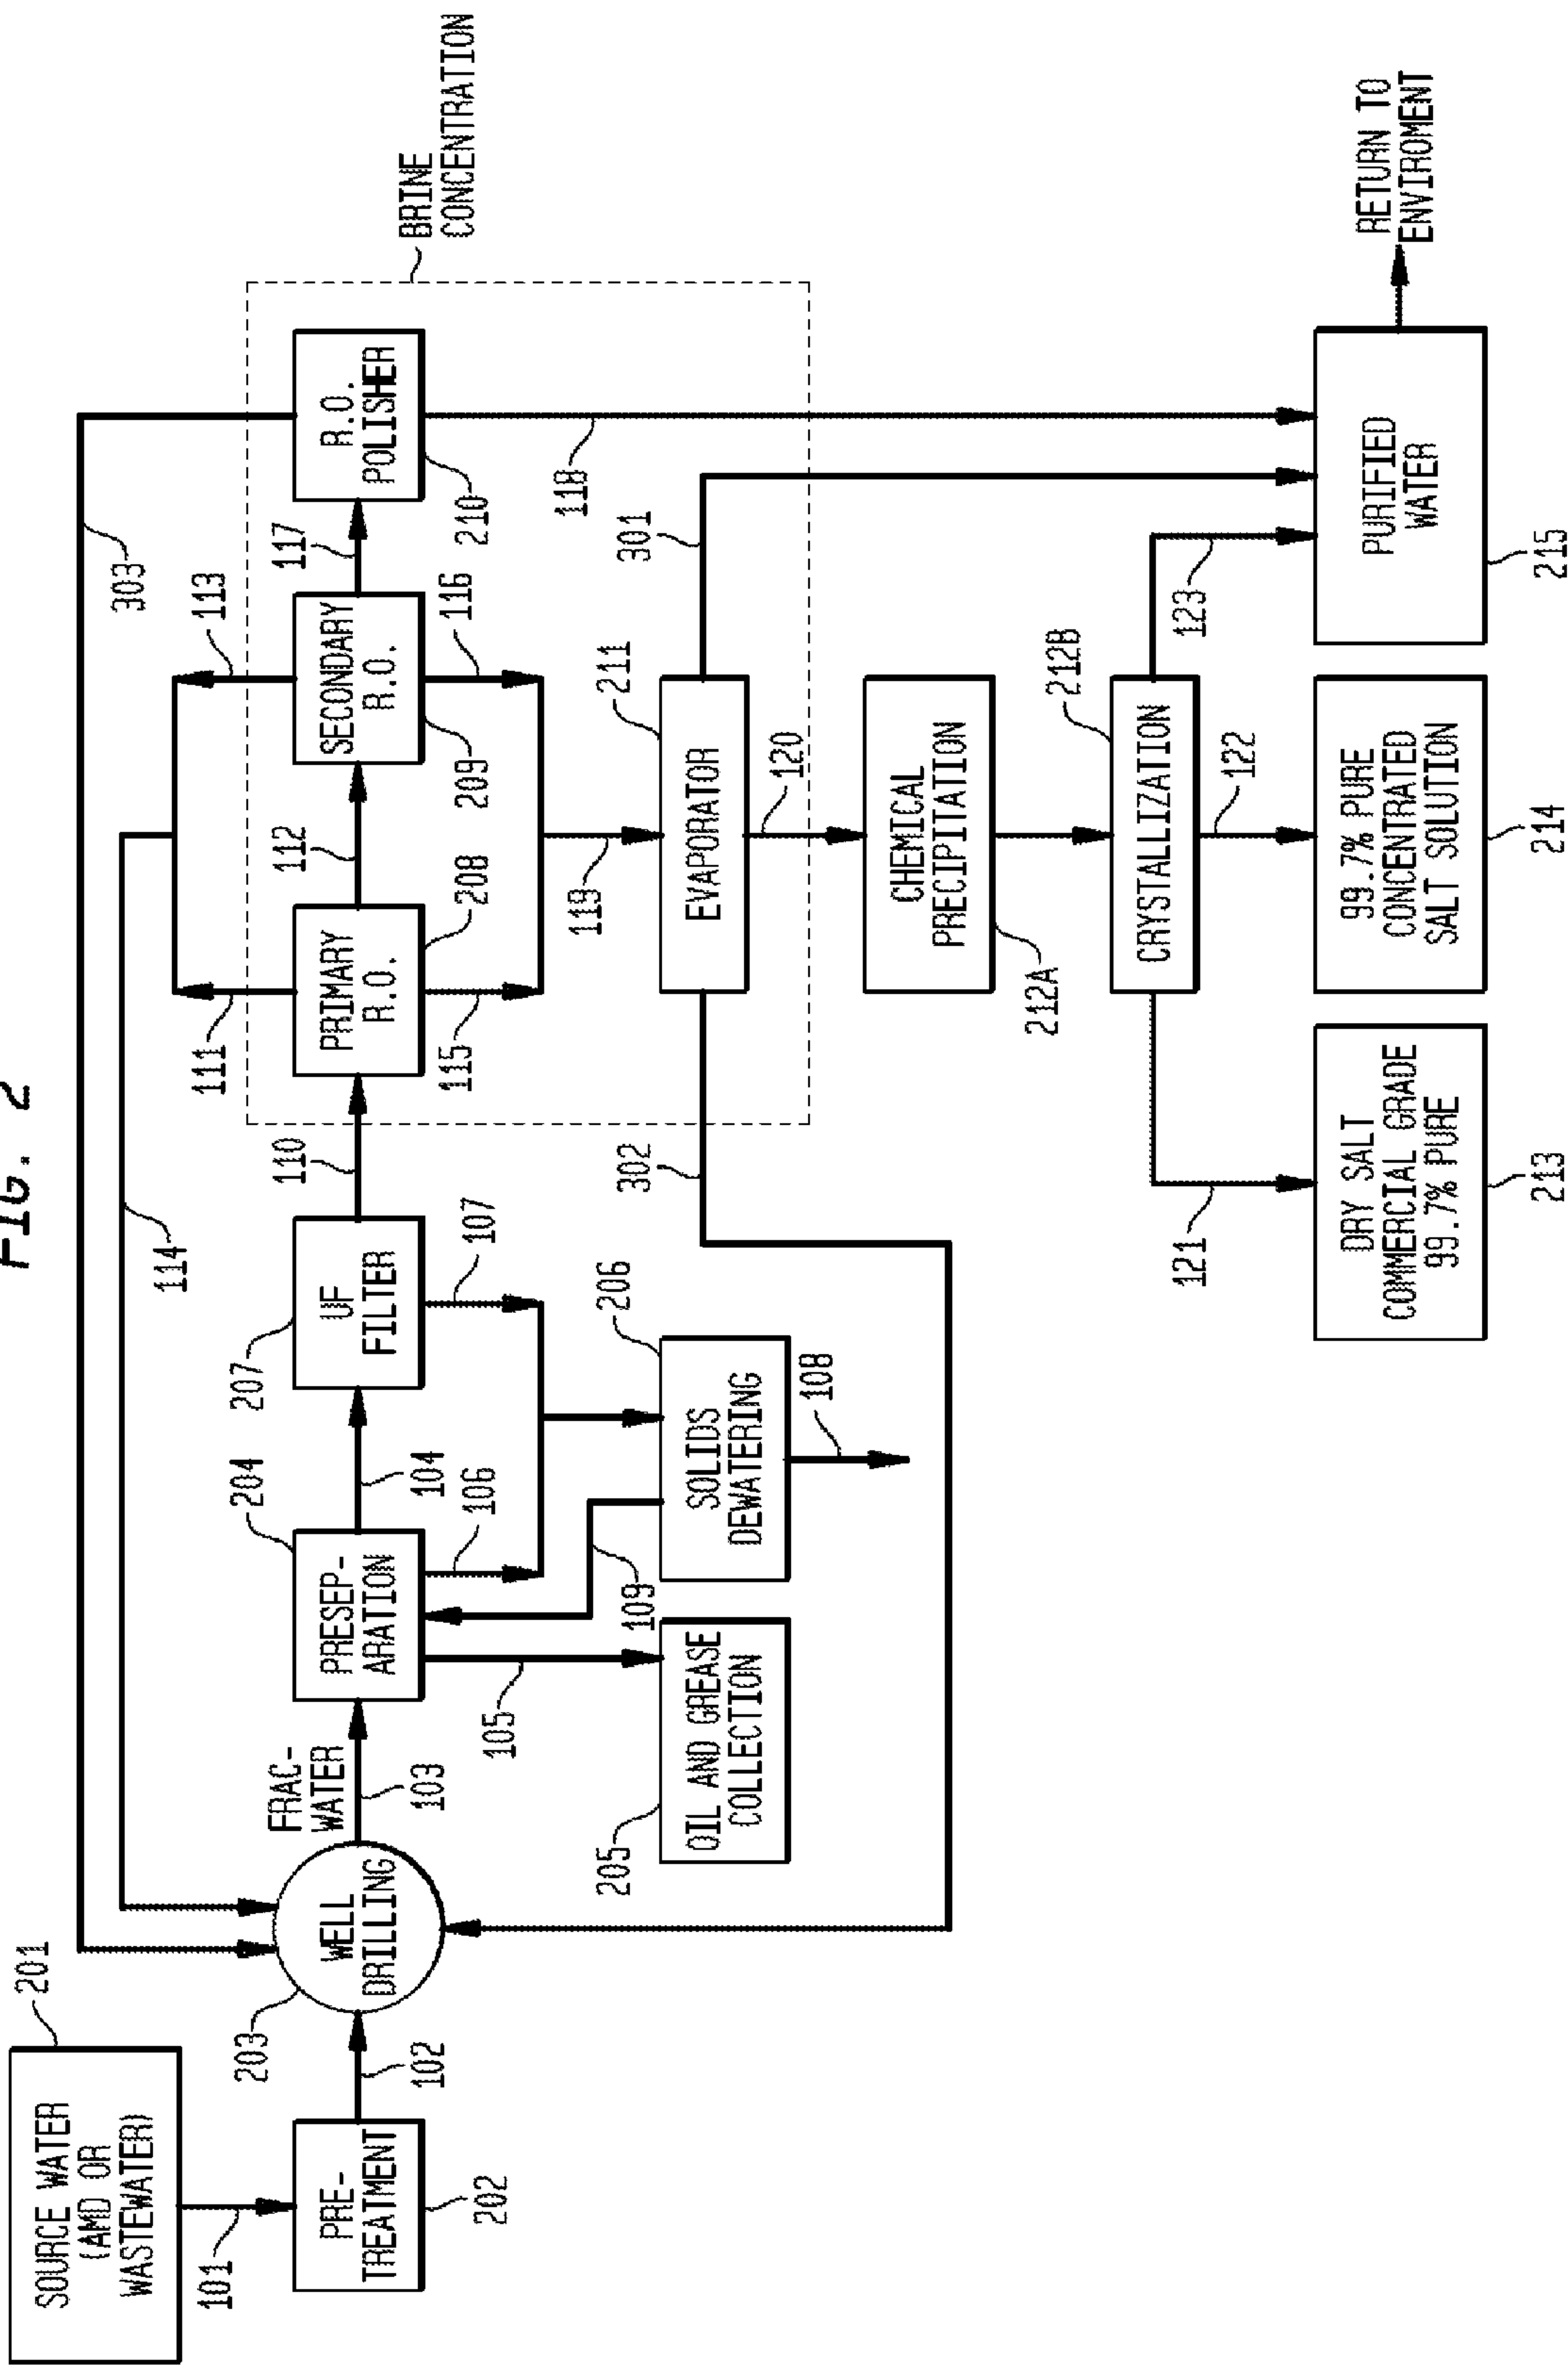 FIG. 2
SOURCE WATER
(AMD OR
WASTEWATER)
201
101
PRE-
TREATMENT
202
102
203
WELL
DRILLING
FRAC-
WATER
103
PRESEP-
ARATION
204
104
105
106
109
OIL AND GREASE
COLLECTION
205
SOLIDS
DEWATERING
206
108
UF
FILTER
207
107
110
114
303
111
113
PRIMARY
R.O.
208
112
SECONDARY
R.O.
209
117
R.O.
POLISHER
210
BRINE
CONCENTRATION
115
116
119
118
EVAPORATOR
211
301
302
120
CHEMICAL
PRECIPITATION
212A
CRYSTALLIZATION
212B
121
122
123
DRY SALT
COMMERCIAL GRADE
99.7% PURE
213
99.7% PURE
CONCENTRATED
SALT SOLUTION
214
PURIFIED
WATER
215
RETURN TO
ENVIROMENT